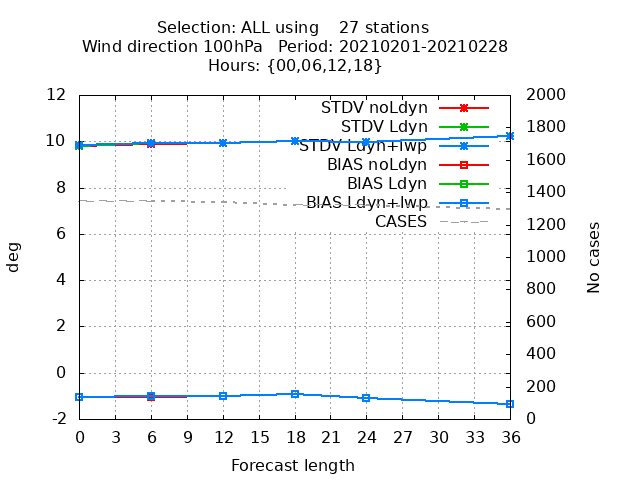 Selection: ALL using    27 stations
Wind direction 100hPa   Period: 20210201-20210228
Hours: {00,06,12,18}
12
10
8
6
4
2
0
-2
2000
1800
1600
1400
1200
1000
800
600
400
200
0
STDV noLdyn
STDV Ldyn
STDV Ldyn+lwp
BIAS noLdyn
BIAS Ldyn
BIAS Ldyn+lwp
CASES
deg
No cases
0 3 6 9 12 15 18 21 24 27 30 33 36
Forecast length